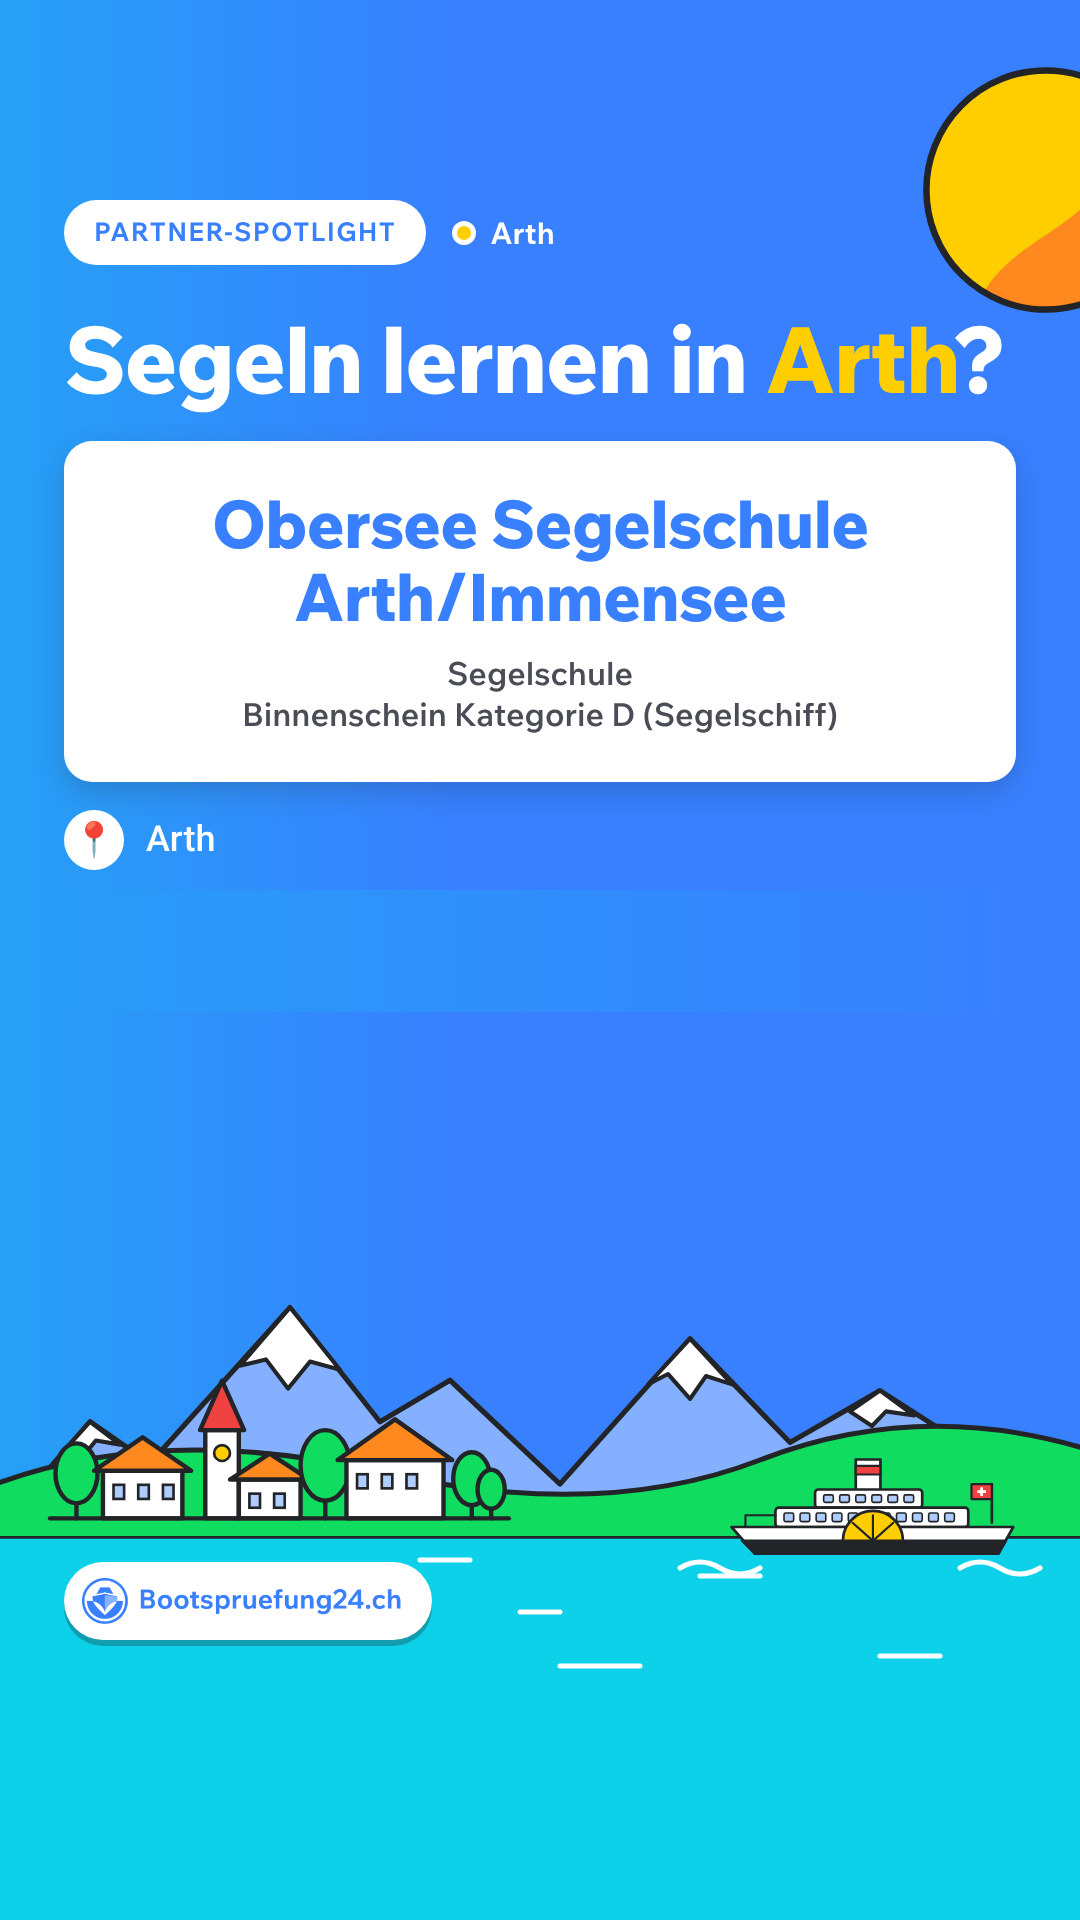 PARTNER-SPOTLIGHT
Arth
Segeln lernen in Arth?
Obersee Segelschule
Arth/Immensee
Segelschule
Binnenschein Kategorie D (Segelschiff)
Arth
Bootspruefung24.ch